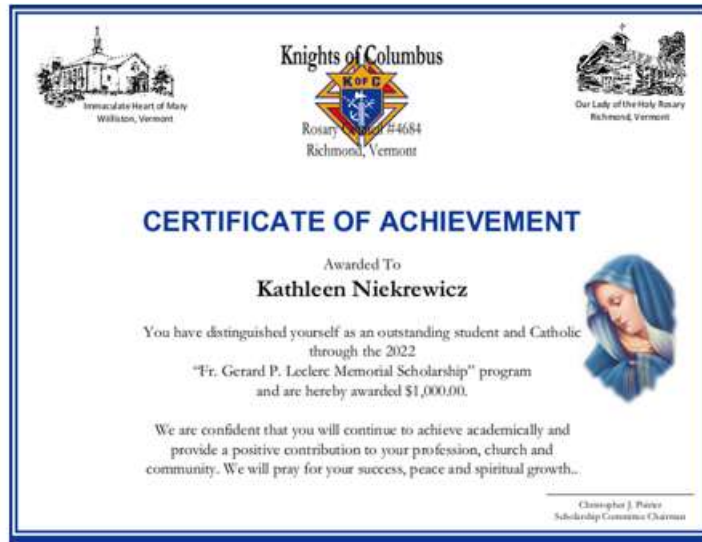 Immaculate Heart of Mary
Williston, Vermont
Knights of Columbus
K OF C
Rosary Council #4684
Richmond, Vermont
Our Lady of the Holy Rosary
Richmond, Vermont
CERTIFICATE OF ACHIEVEMENT
Awarded To
Kathleen Niekrewicz
You have distinguished yourself as an outstanding student and Catholic
through the 2022
“Fr. Gerard P. Leclerc Memorial Scholarship” program
and are hereby awarded $1,000.00.
We are confident that you will continue to achieve academically and
provide a positive contribution to your profession, church and
community. We will pray for your success, peace and spiritual growth..
Christopher J.
Scholarship Committee Chairman